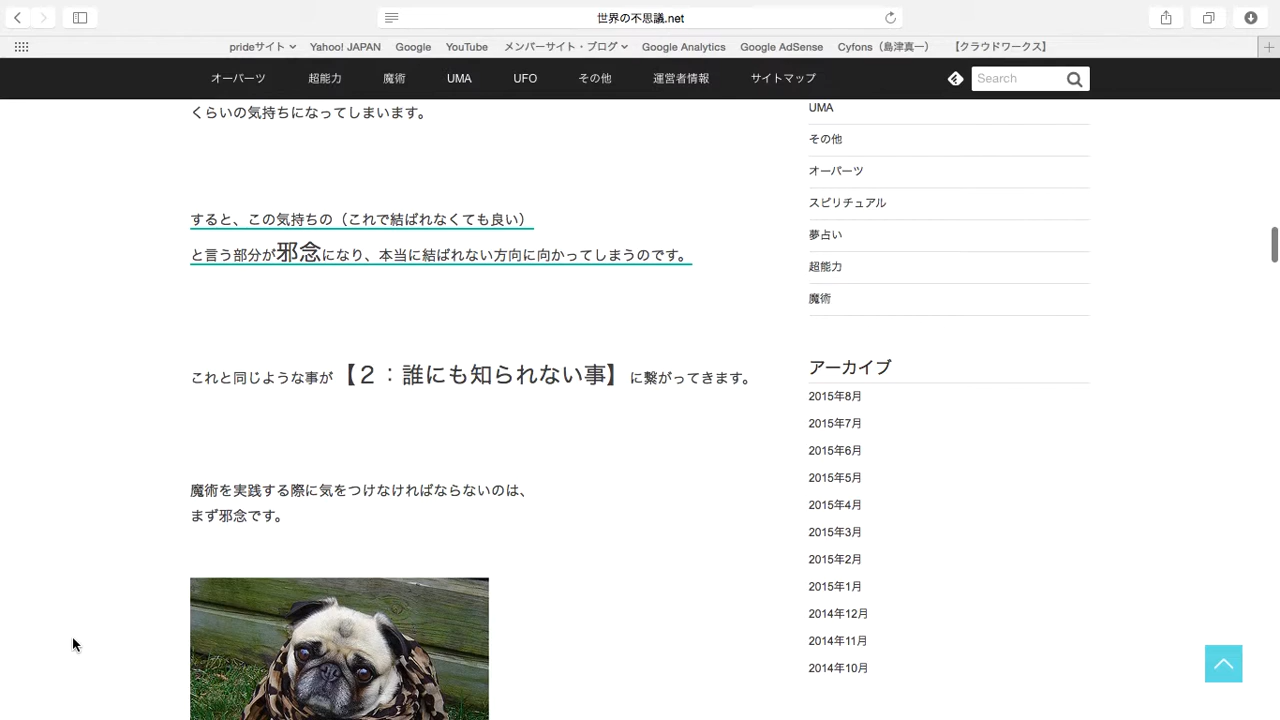 世界の不思議.net
prideサイト
Yahoo! JAPAN
Google
YouTube
メンバーサイト・ブログ
Google Analytics
Google AdSense
Cyfons（島津真一）
【クラウドワークス】
オーパーツ
超能力
魔術
UMA
UFO
その他
運営者情報
サイトマップ
Search
くらいの気持ちになってしまいます。
すると、この気持ちの（これで結ばれなくても良い）
と言う部分が邪念になり、本当に結ばれない方向に向かってしまうのです。
これと同じような事が【２：誰にも知られない事】に繋がってきます。
魔術を実践する際に気をつけなければならないのは、
まず邪念です。
UMA
その他
オーパーツ
スピリチュアル
夢占い
超能力
魔術
アーカイブ
2015年8月
2015年7月
2015年6月
2015年5月
2015年4月
2015年3月
2015年2月
2015年1月
2014年12月
2014年11月
2014年10月